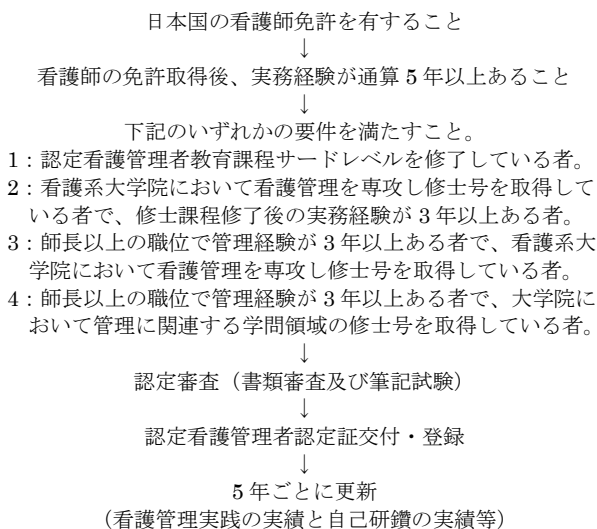 日本国の看護師免許を有すること
↓
看護師の免許取得後、実務経験が通算 5 年以上あること
↓
下記のいずれかの要件を満たすこと。
1：認定看護管理者教育課程サードレベルを修了している者。
2：看護系大学院において看護管理を専攻し修士号を取得して
いる者で、修士課程修了後の実務経験が 3 年以上ある者。
3：師長以上の職位で管理経験が 3 年以上ある者で、看護系大
学院において看護管理を専攻し修士号を取得している者。
4：師長以上の職位で管理経験が 3 年以上ある者で、大学院に
おいて管理に関連する学問領域の修士号を取得している者。
↓
認定審査（書類審査及び筆記試験）
↓
認定看護管理者認定証交付・登録
↓
5 年ごとに更新
（看護管理実践の実績と自己研鑽の実績等）